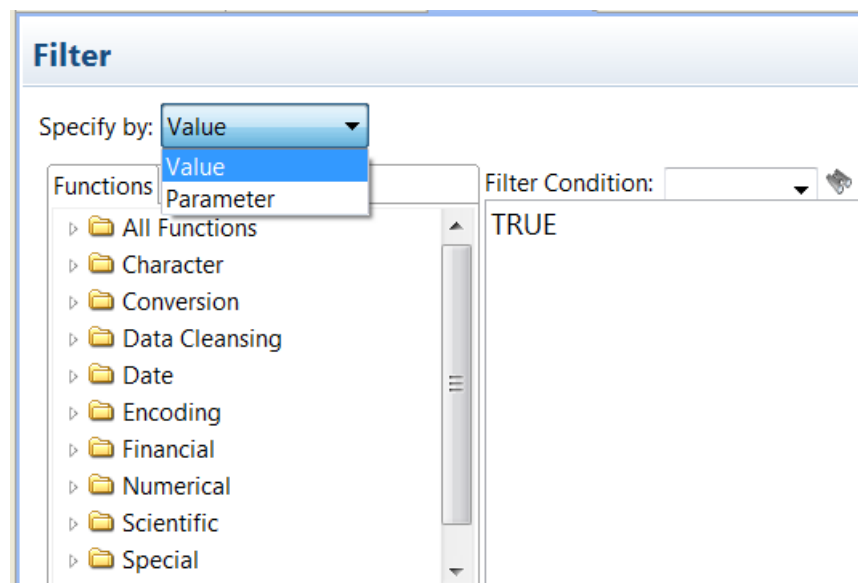 Filter
Specify by: Value
Value
Parameter
Functions
Filter Condition:
TRUE
All Functions
Character
Conversion
Data Cleansing
Date
Encoding
Financial
Numerical
Scientific
Special